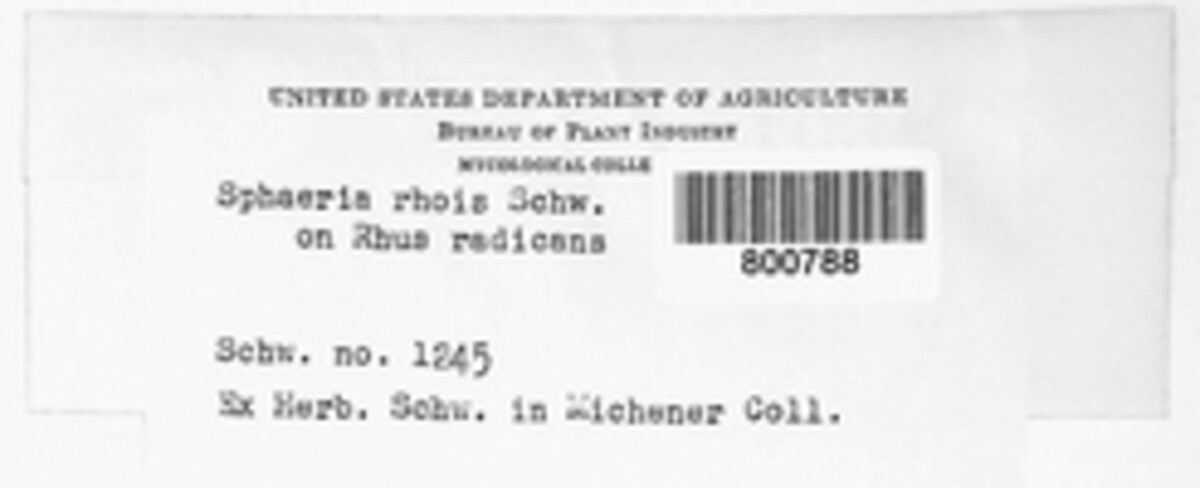 UNITED STATES DEPARTMENT OF AGRICULTURE
BUREAU OF PLANT INDUSTRY
MYCOLOGICAL COLLE
Sphaeria rhois Schw.
on Rhus radicans
800788
Schw. no. 1245
Ex Herb. Schw. in Michener Coll.